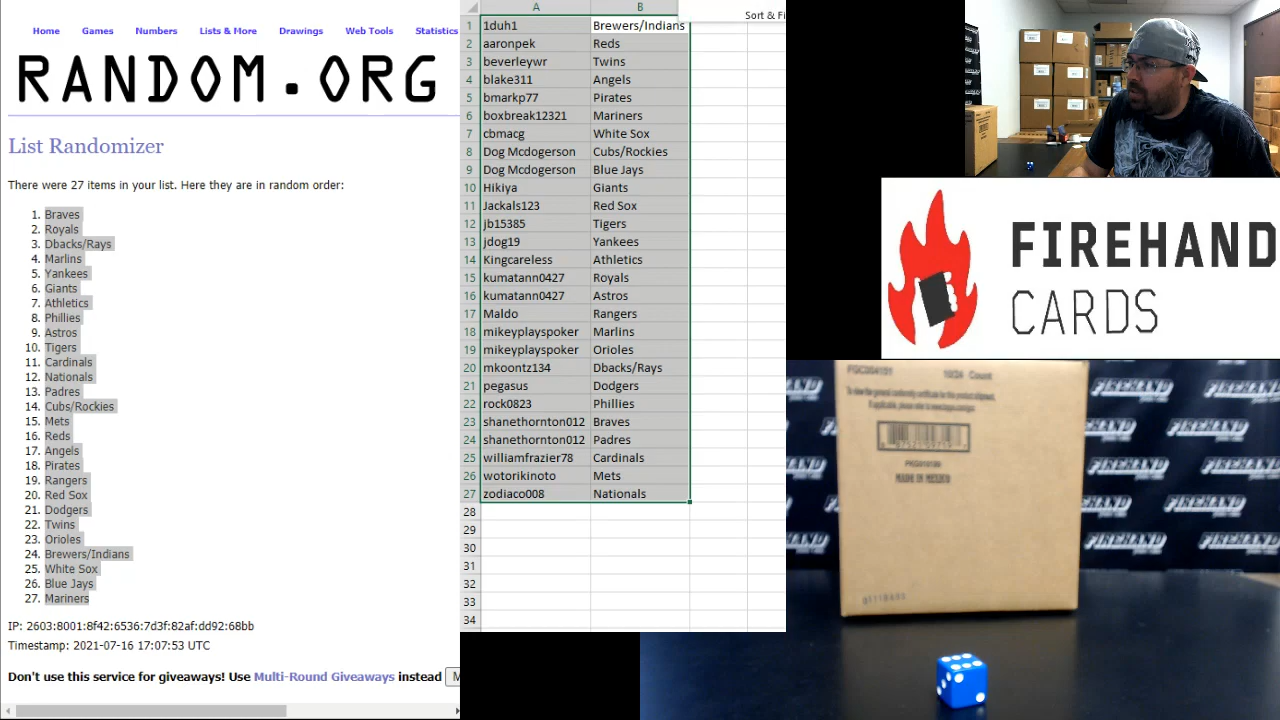 Home Games Numbers Lists & More Drawings Web Tools Statistics
RANDOM.ORG
List Randomizer
There were 27 items in your list. Here they are in random order:
1. Braves
2. Royals
3. Dbacks/Rays
4. Marlins
5. Yankees
6. Giants
7. Athletics
8. Phillies
9. Astros
10. Tigers
11. Cardinals
12. Nationals
13. Padres
14. Cubs/Rockies
15. Mets
16. Reds
17. Angels
18. Pirates
19. Rangers
20. Red Sox
21. Dodgers
22. Twins
23. Orioles
24. Brewers/Indians
25. White Sox
26. Blue Jays
27. Mariners
IP: 2603:8001:8f42:6536:7d3f:82af:dd92:68bb
Timestamp: 2021-07-16 17:07:53 UTC
Don't use this service for giveaways! Use Multi-Round Giveaways instead M
A B
Sort & Fi
1 1duh1 Brewers/Indians
2 aaronpek Reds
3 beverleywr Twins
4 blake311 Angels
5 bmarkp77 Pirates
6 boxbreak12321 Mariners
7 cbmacg White Sox
8 Dog Mcdogerson Cubs/Rockies
9 Dog Mcdogerson Blue Jays
10 Hikiya Giants
11 Jackals123 Red Sox
12 jb15385 Tigers
13 jdog19 Yankees
14 Kingcareless Athletics
15 kumatann0427 Royals
16 kumatann0427 Astros
17 Maldo Rangers
18 mikeyplayspoker Marlins
19 mikeyplayspoker Orioles
20 mkoontz134 Dbacks/Rays
21 pegasus Dodgers
22 rock0823 Phillies
23 shanethornton012 Braves
24 shanethornton012 Padres
25 williamfrazier78 Cardinals
26 wotorikinoto Mets
27 zodiaco008 Nationals
28
29
30
31
32
33
34
FIREHAND
CARDS
Count
MADE IN MEXICO
FIREHAND
FIREHAND
FIREHAND
FIREHAND